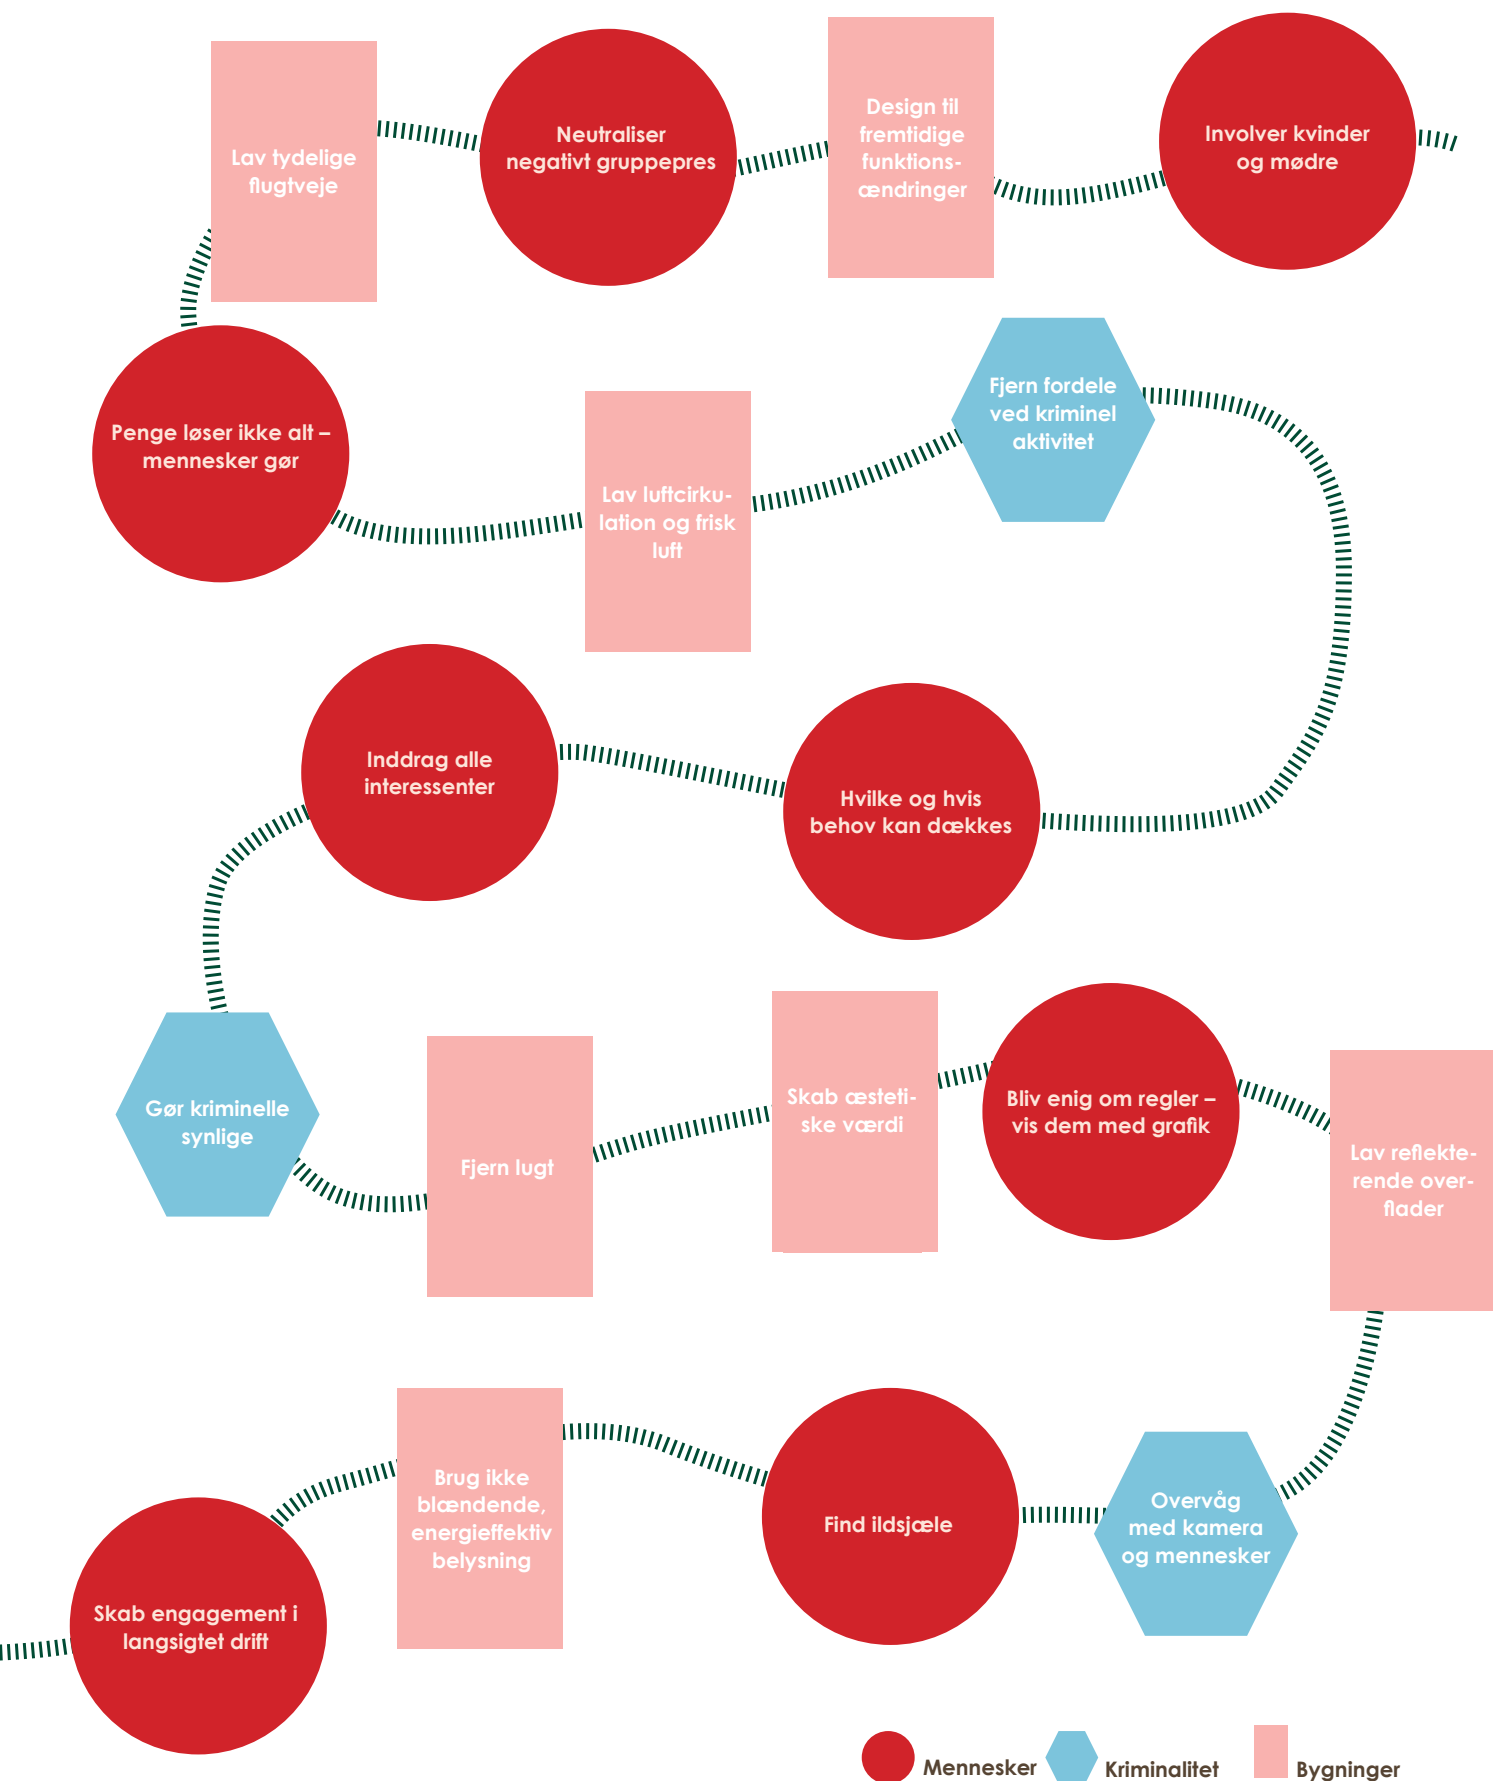 Lav tydelige
flugtveje
Neutraliser
negativt gruppepres
Design til
fremtidige
funktions-
ændringer
Involver kvinder
og mødre
Penge løser ikke alt –
mennesker gør
Lav luftcirku-
lation og frisk
luft
Fjern fordele
ved kriminel
aktivitet
Inddrag alle
interessenter
Hvilke og hvis
behov kan dækkes
Gør kriminelle
synlige
Fjern lugt
Skab æsteti-
ske værdi
Bliv enig om regler –
vis dem med grafik
Lav reflekte-
rende over-
flader
Skab engagement i
langsigtet drift
Brug ikke
blændende,
energieffektiv
belysning
Find ildsjæle
Overvåg
med kamera
og mennesker
Mennesker
Kriminalitet
Bygninger